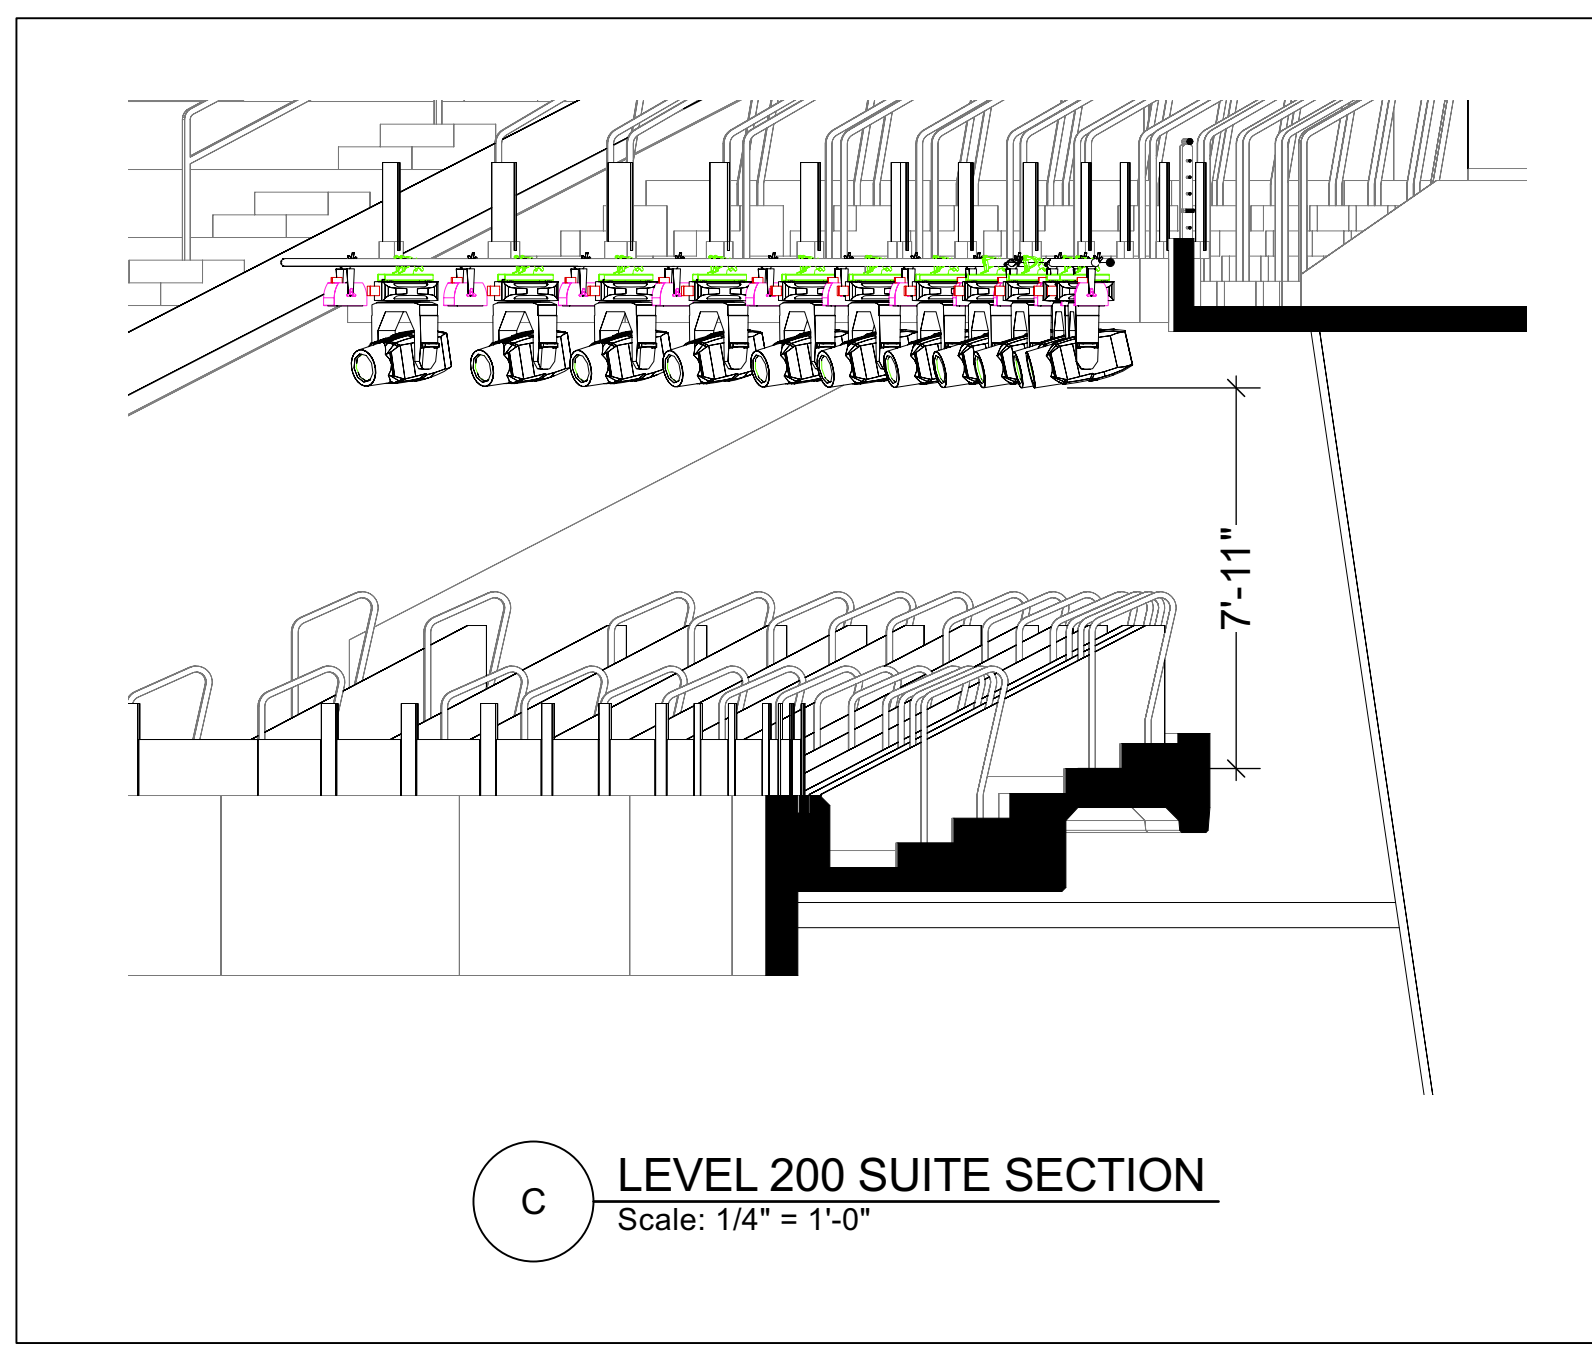 7'-11"
C
LEVEL 200 SUITE SECTION
Scale: 1/4" = 1'-0"